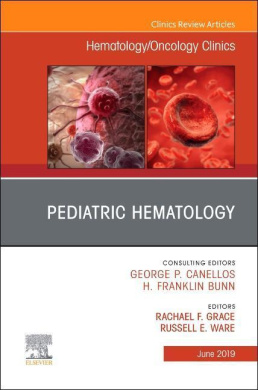 Clinics Review Articles
Hematology/Oncology Clinics
PEDIATRIC HEMATOLOGY
CONSULTING EDITORS
GEORGE P. CANELLOS
H. FRANKLIN BUNN
EDITORS
RACHAEL F. GRACE
RUSSELL E. WARE
ELSEVIER
June 2019